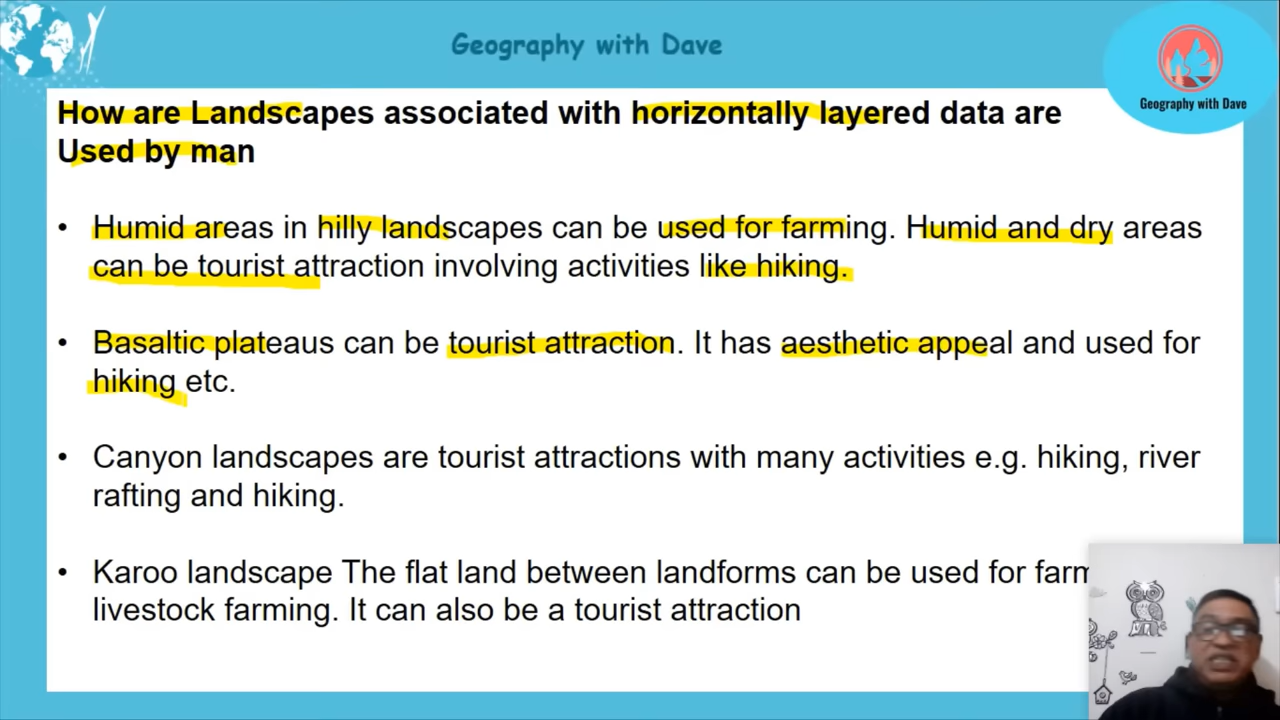 Geography with Dave
Geography with Dave
How are Landscapes associated with horizontally layered data are
Used by man
• Humid areas in hilly landscapes can be used for farming. Humid and dry areas
can be tourist attraction involving activities like hiking.
• Basaltic plateaus can be tourist attraction. It has aesthetic appeal and used for
hiking etc.
• Canyon landscapes are tourist attractions with many activities e.g. hiking, river
rafting and hiking.
• Karoo landscape The flat land between landforms can be used for
livestock farming. It can also be a tourist attraction